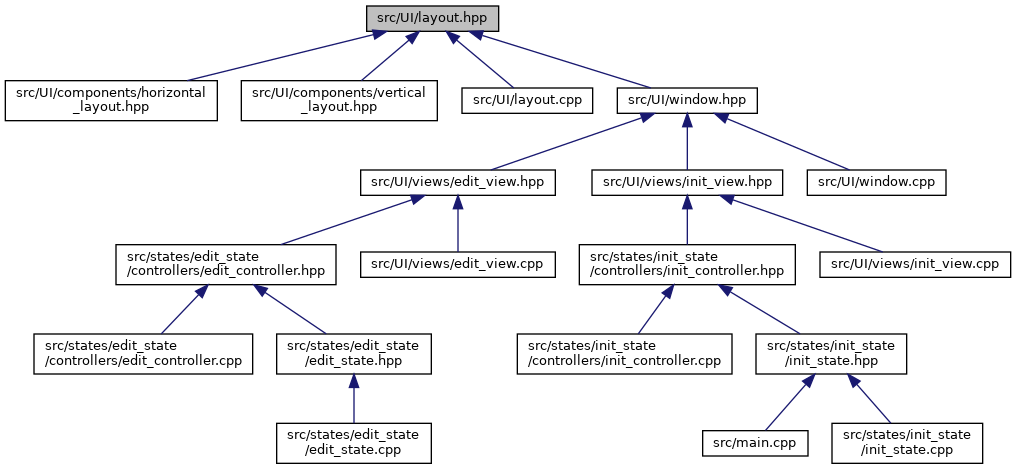 src/UI/layout.hpp
src/UI/components/horizontal
_layout.hpp
src/UI/components/vertical
_layout.hpp
src/UI/layout.cpp
src/UI/window.hpp
src/UI/views/edit_view.hpp
src/UI/views/init_view.hpp
src/UI/window.cpp
src/states/edit_state
/controllers/edit_controller.hpp
src/UI/views/edit_view.cpp
src/states/init_state
/controllers/init_controller.hpp
src/UI/views/init_view.cpp
src/states/edit_state
/controllers/edit_controller.cpp
src/states/edit_state
/edit_state.hpp
src/states/init_state
/controllers/init_controller.cpp
src/states/init_state
/init_state.hpp
src/states/edit_state
/edit_state.cpp
src/main.cpp
src/states/init_state
/init_state.cpp